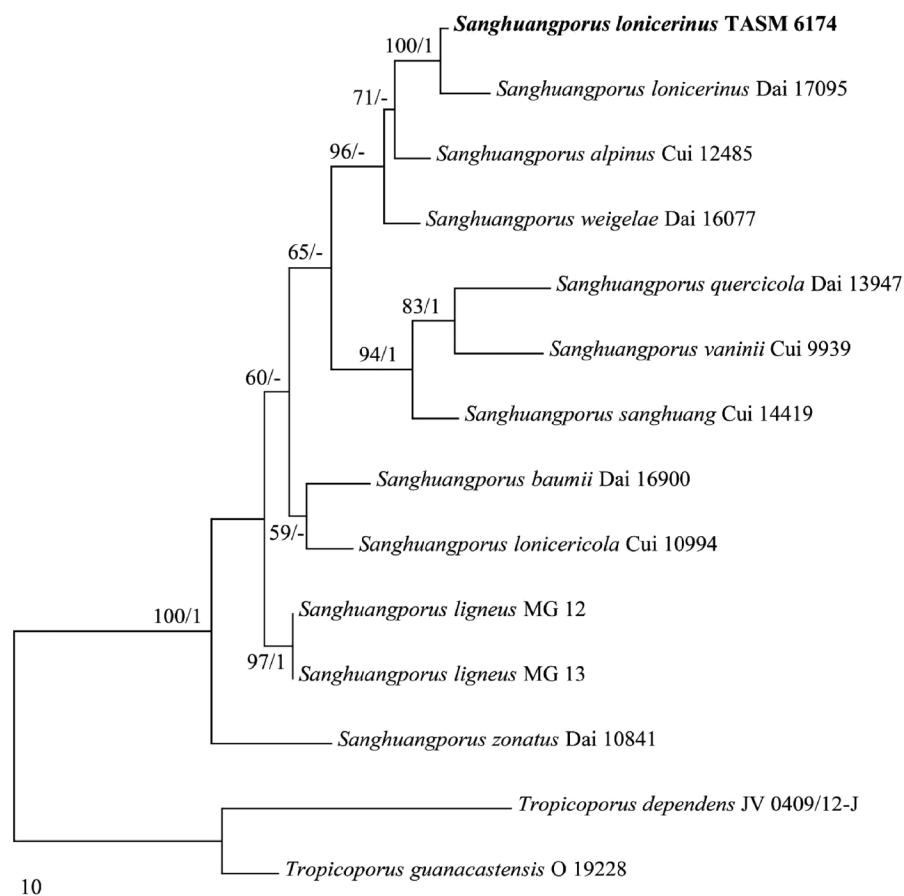 Sanghuangporus lonicerinus TASM 6174
100/1
Sanghuangporus lonicerinus Dai 17095
71/-
Sanghuangporus alpinus Cui 12485
96/-
Sanghuangporus weigelae Dai 16077
65/-
Sanghuangporus quercicola Dai 13947
83/1
Sanghuangporus vaninii Cui 9939
94/1
60/-
Sanghuangporus sanghuang Cui 14419
Sanghuangporus baumii Dai 16900
59/-
Sanghuangporus lonicericola Cui 10994
Sanghuangporus ligneus MG 12
100/1
97/1
Sanghuangporus ligneus MG 13
Sanghuangporus zonatus Dai 10841
Tropicoporus dependens JV 0409/12-J
Tropicoporus guanacastensis O 19228
10